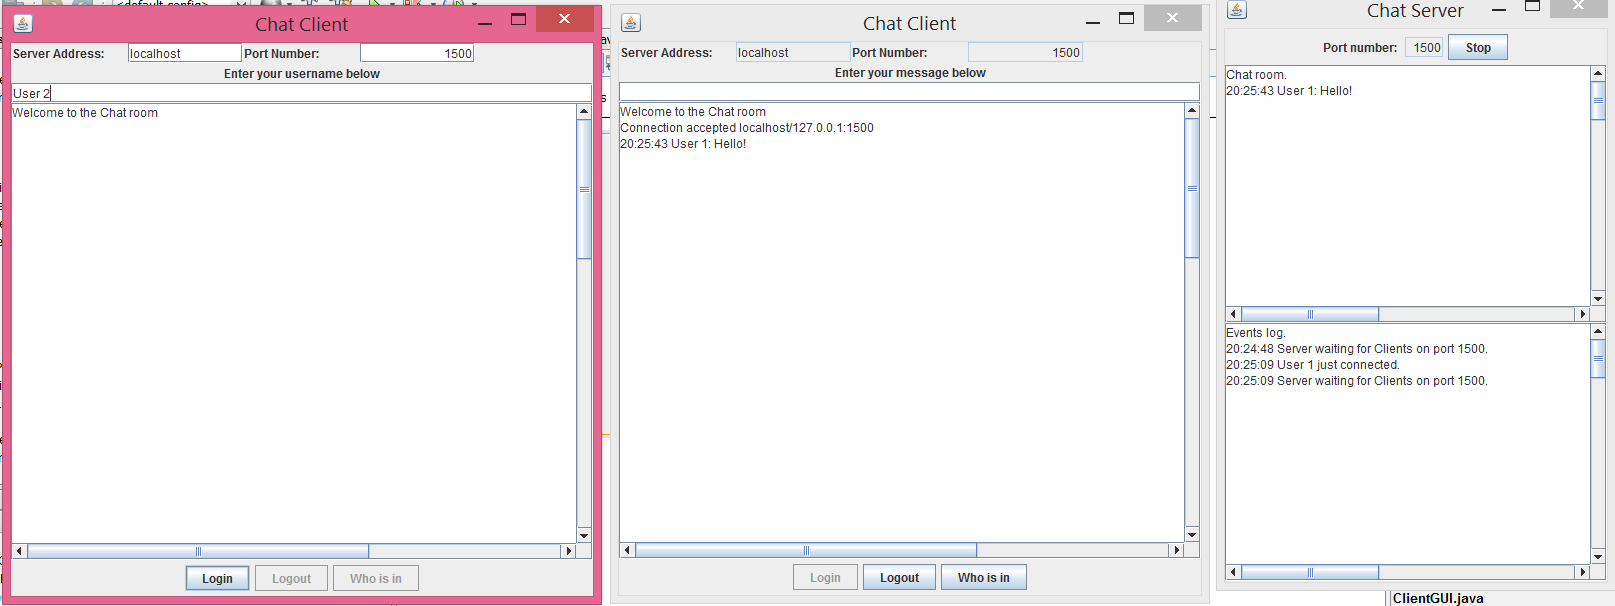 <default config>
Chat Client
Server Address: localhost Port Number: 1500
Enter your username below
User 2
Welcome to the Chat room
Login Logout Who is in
Chat Client
Server Address: localhost Port Number: 1500
Enter your message below
Welcome to the Chat room
Connection accepted localhost/127.0.0.1:1500
20:25:43 User 1: Hello!
Login Logout Who is in
Chat Server
Port number: 1500 Stop
Chat room.
20:25:43 User 1: Hello!
Events log.
20:24:48 Server waiting for Clients on port 1500.
20:25:09 User 1 just connected.
20:25:09 Server waiting for Clients on port 1500.
ClientGUI.java